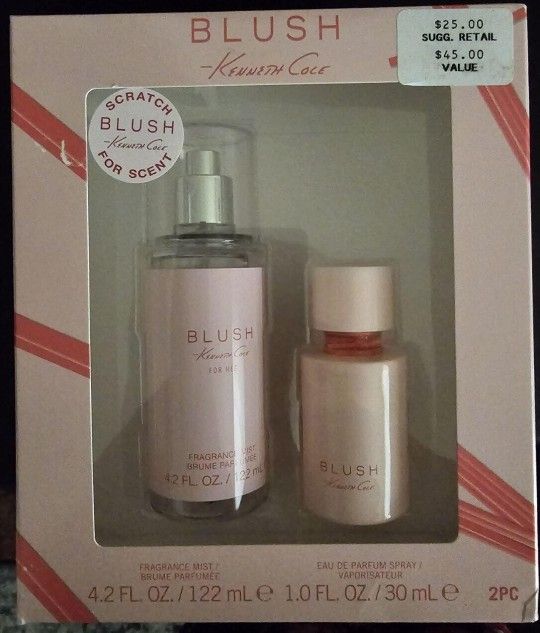 BLUSH
Kenneth Cole
$25.00
SUGG. RETAIL
$45.00
VALUE
SCRATCH
BLUSH
Kenneth Cole
FOR SCENT
BLUSH
Kenneth Cole
FOR HER
FRAGRANCE MIST
BRUME PARFUMÉE
4.2 FL. OZ. / 122 mL
BLUSH
Kenneth Cole
FRAGRANCE MIST /
BRUME PARFUMÉE
4.2 FL. OZ. / 122 mL ℮
EAU DE PARFUM SPRAY /
VAPORISATEUR
1.0 FL. OZ. / 30 mL ℮
2PC